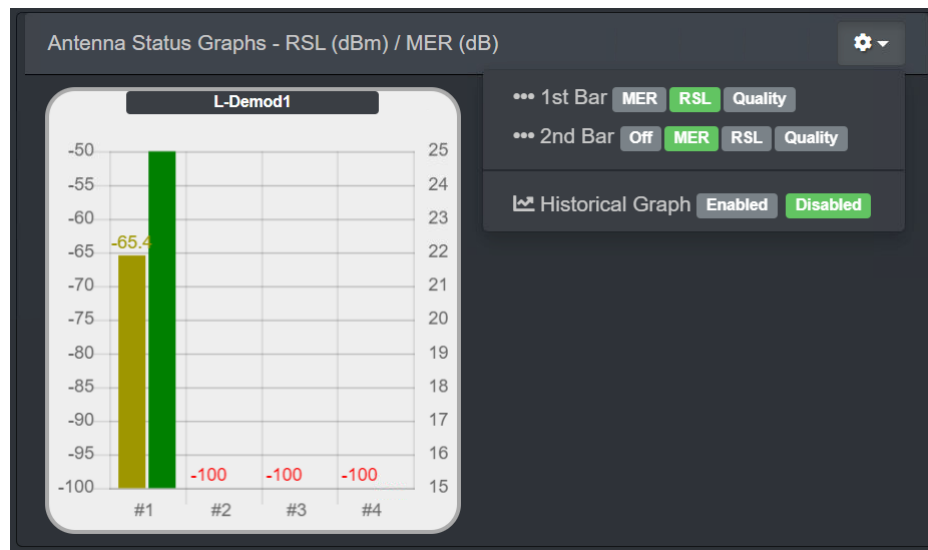 Antenna Status Graphs - RSL (dBm) / MER (dB)
••• 1st Bar MER RSL Quality
••• 2nd Bar Off MER RSL Quality
Historical Graph Enabled Disabled
L-Demod1
-50 25
-55 24
-60 23
-65.4
-65 22
-70 21
-75 20
-80 19
-85 18
-90 17
-95 16
-100 -100 -100
-100 15
#1 #2 #3 #4